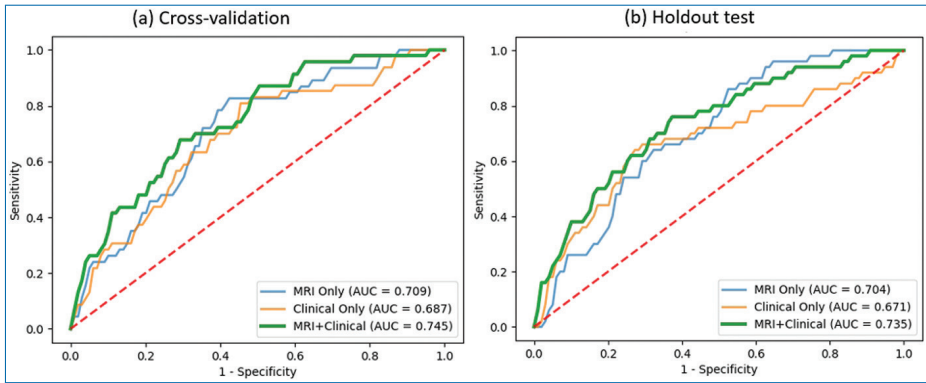 (a) Cross-validation
1.0
0.8
0.6
0.4
0.2
0.0
Sensitivity
MRI Only (AUC = 0.709)
Clinical Only (AUC = 0.687)
MRI+Clinical (AUC = 0.745)
0.0 0.2 0.4 0.6 0.8 1.0
1 - Specificity
(b) Holdout test
1.0
0.8
0.6
0.4
0.2
0.0
Sensitivity
MRI Only (AUC = 0.704)
Clinical Only (AUC = 0.671)
MRI+Clinical (AUC = 0.735)
0.0 0.2 0.4 0.6 0.8 1.0
1 - Specificity